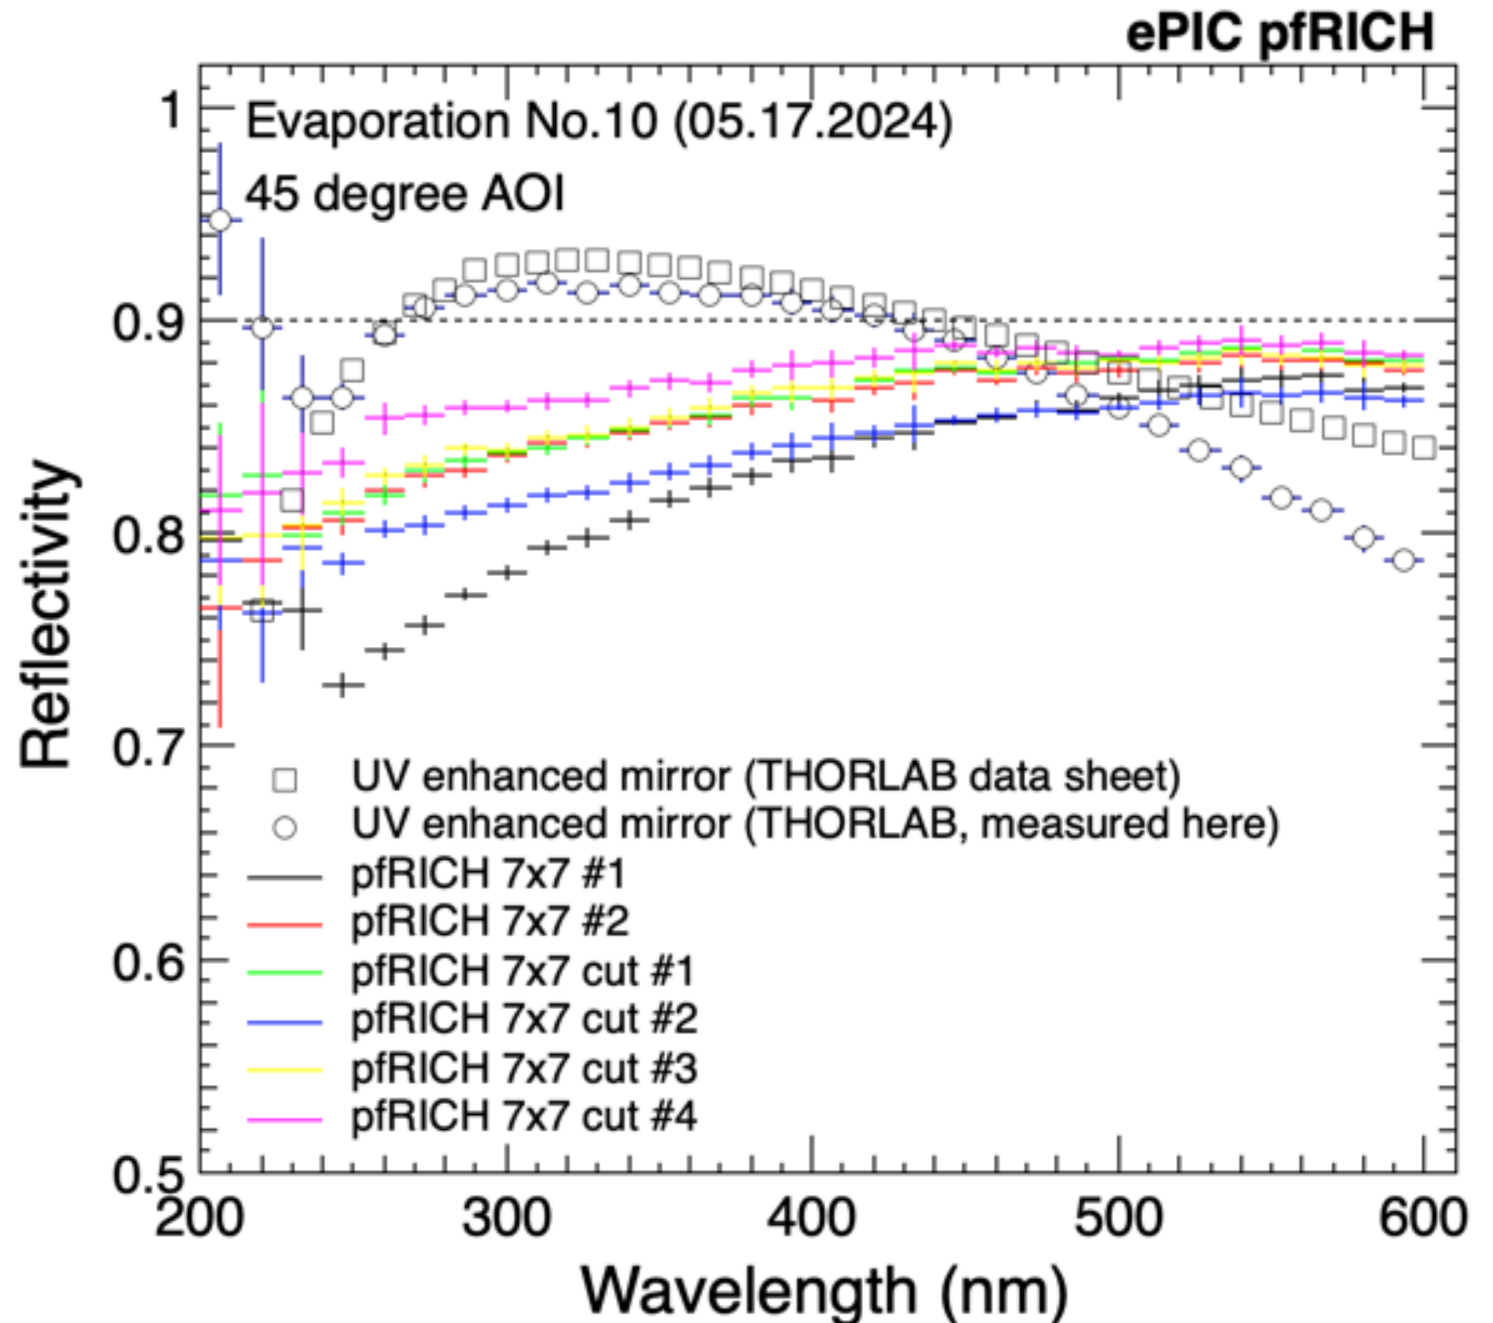 ePIC pfRICH
Evaporation No.10 (05.17.2024)
45 degree AOI
1
0.9
0.8
0.7
0.6
0.5
Reflectivity
UV enhanced mirror (THORLAB data sheet)
UV enhanced mirror (THORLAB, measured here)
pfRICH 7x7 #1
pfRICH 7x7 #2
pfRICH 7x7 cut #1
pfRICH 7x7 cut #2
pfRICH 7x7 cut #3
pfRICH 7x7 cut #4
200 300 400 500 600
Wavelength (nm)